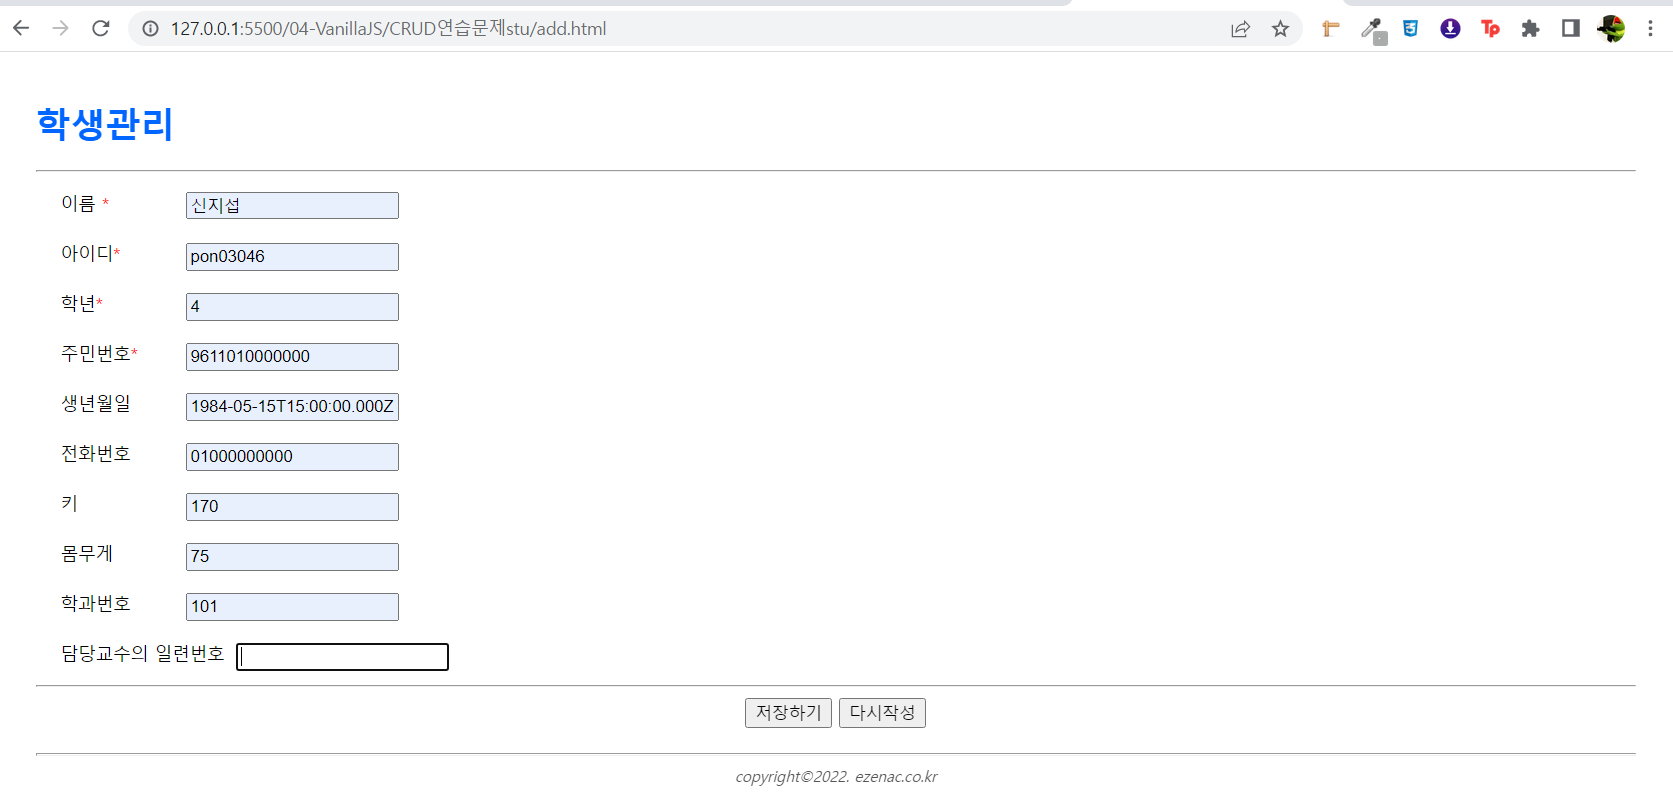 127.0.0.1:5500/04-VanillaJS/CRUD연습문제stu/add.html
Tp
학생관리
이름 * 신지섭
아이디* pon03046
학년* 4
주민번호* 9611010000000
생년월일 1984-05-15T15:00:00.000Z
전화번호 01000000000
키 170
몸무게 75
학과번호 101
담당교수의 일련번호
저장하기 다시작성
copyright©2022. ezenac.co.kr